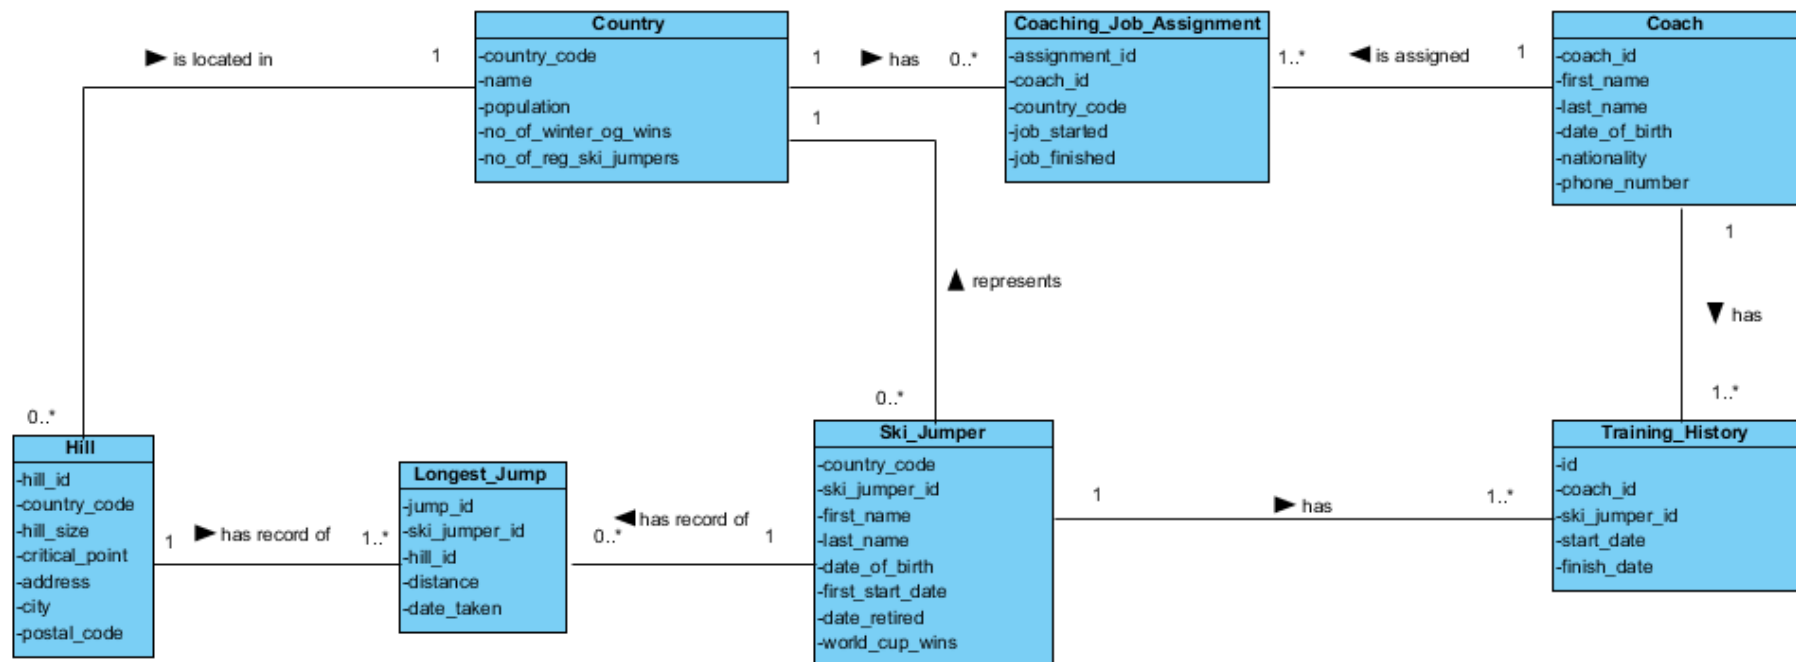 Country
-country_code
-name
-population
-no_of_winter_og_wins
-no_of_reg_ski_jumpers
Coaching_Job_Assignment
-assignment_id
-coach_id
-country_code
-job_started
-job_finished
Coach
-coach_id
-first_name
-last_name
-date_of_birth
-nationality
-phone_number
is located in
1
1
has
0..*
1..*
is assigned
1
1
represents
1
has
0..*
0..*
1..*
Hill
-hill_id
-country_code
-hill_size
-critical_point
-address
-city
-postal_code
1
has record of
1..*
Longest_Jump
-jump_id
-ski_jumper_id
-hill_id
-distance
-date_taken
has record of
0..*
1
Ski_Jumper
-country_code
-ski_jumper_id
-first_name
-last_name
-date_of_birth
-first_start_date
-date_retired
-world_cup_wins
1
has
1..*
Training_History
-id
-coach_id
-ski_jumper_id
-start_date
-finish_date